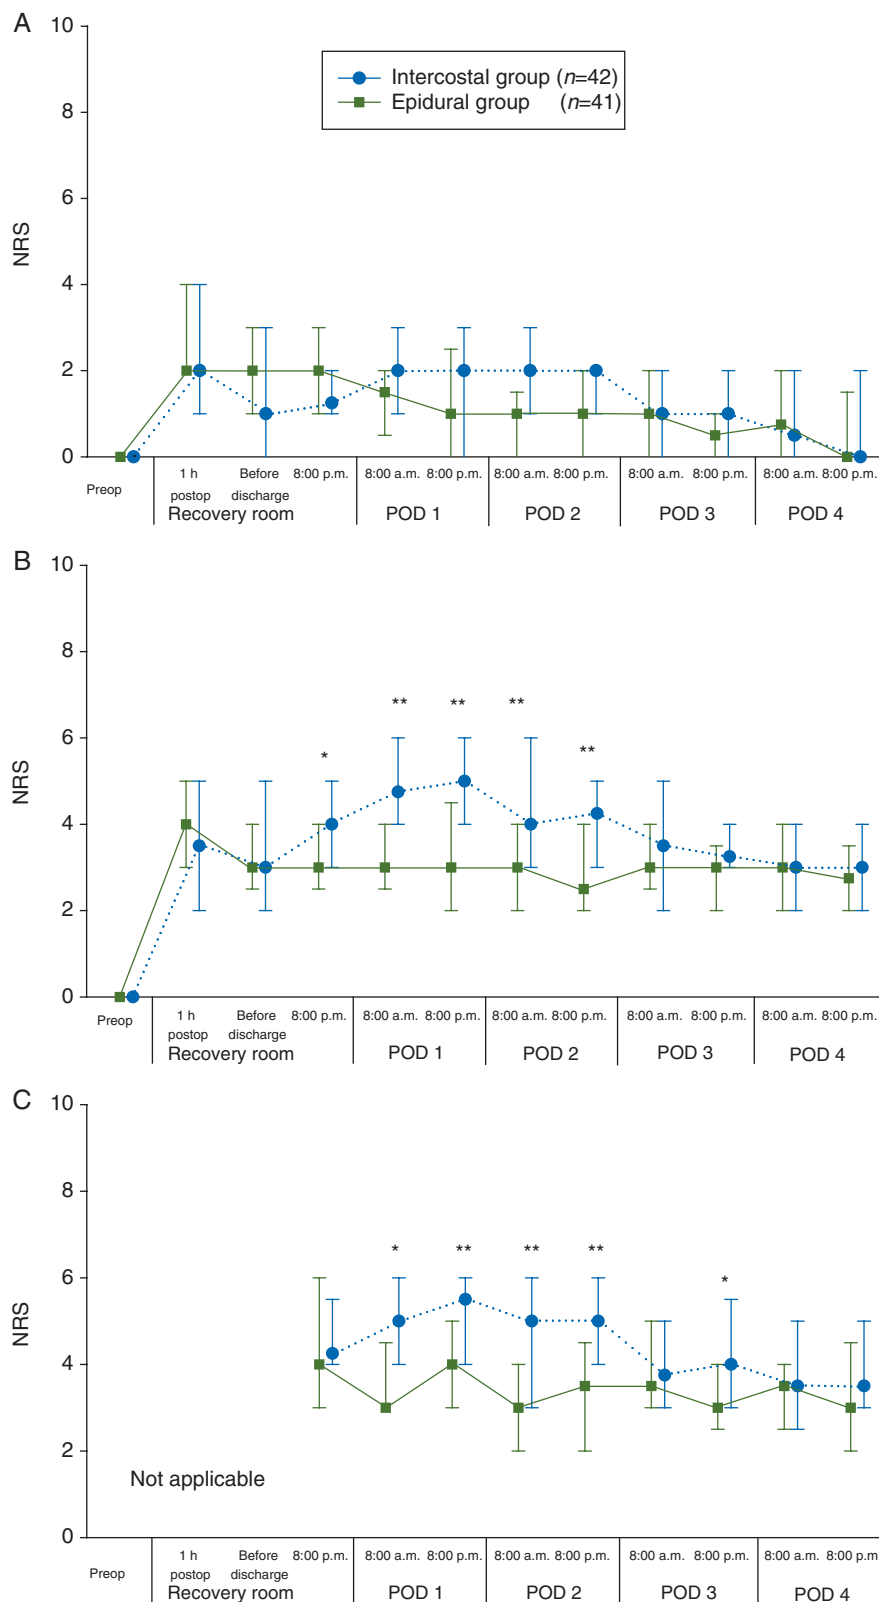 A
10
Intercostal group (n=42)
Epidural group (n=41)
8
6
NRS
4
2
0
Preop
1 h postop
Before discharge
8:00 p.m.
8:00 a.m.
8:00 p.m.
8:00 a.m.
8:00 p.m.
8:00 a.m.
8:00 p.m.
8:00 a.m.
8:00 p.m.
Recovery room
POD 1
POD 2
POD 3
POD 4
B
10
8
** ** **
* **
6
NRS
4
2
0
Preop
1 h postop
Before discharge
8:00 p.m.
8:00 a.m.
8:00 p.m.
8:00 a.m.
8:00 p.m.
8:00 a.m.
8:00 p.m.
8:00 a.m.
8:00 p.m.
Recovery room
POD 1
POD 2
POD 3
POD 4
C
10
8
* ** ** ** *
6
NRS
4
2
Not applicable
0
Preop
1 h postop
Before discharge
8:00 p.m.
8:00 a.m.
8:00 p.m.
8:00 a.m.
8:00 p.m.
8:00 a.m.
8:00 p.m.
8:00 a.m.
8:00 p.m
Recovery room
POD 1
POD 2
POD 3
POD 4